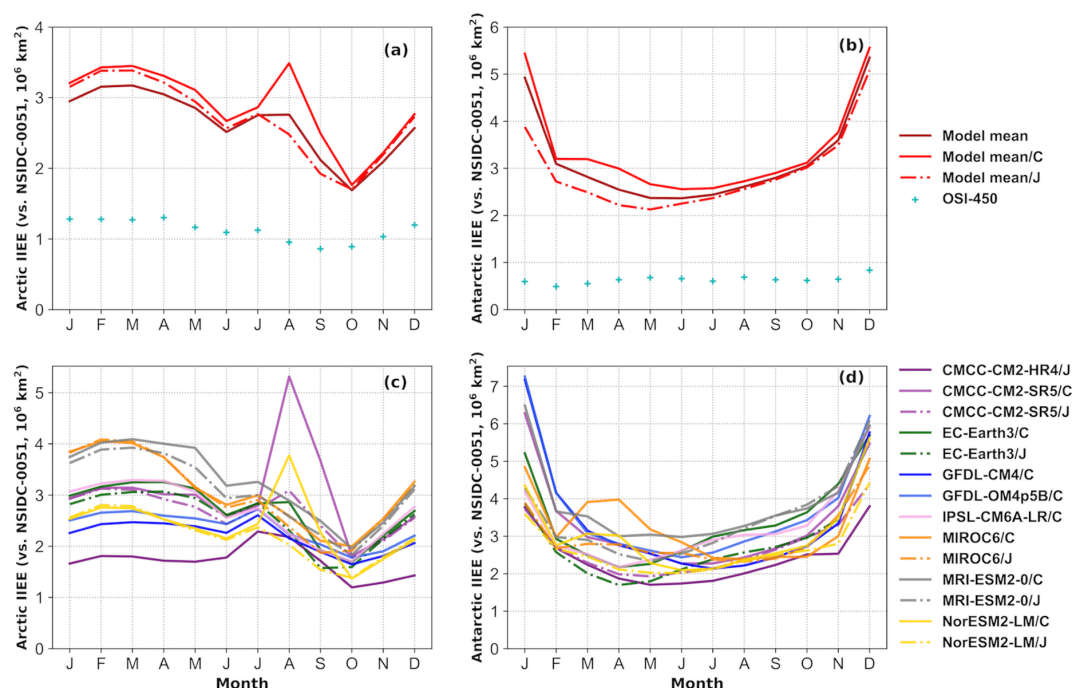 (a)
Arctic IIEE (vs. NSIDC-0051, 10⁶ km²)
4
3
2
1
0
J F M A M J J A S O N D
(b)
Antarctic IIEE (vs. NSIDC-0051, 10⁶ km²)
6
5
4
3
2
1
0
J F M A M J J A S O N D
Model mean
Model mean/C
Model mean/J
OSI-450
(c)
Arctic IIEE (vs. NSIDC-0051, 10⁶ km²)
5
4
3
2
1
0
J F M A M J J A S O N D
Month
(d)
Antarctic IIEE (vs. NSIDC-0051, 10⁶ km²)
7
6
5
4
3
2
1
0
J F M A M J J A S O N D
Month
CMCC-CM2-HR4/J
CMCC-CM2-SR5/C
CMCC-CM2-SR5/J
EC-Earth3/C
EC-Earth3/J
GFDL-CM4/C
GFDL-OM4p5B/C
IPSL-CM6A-LR/C
MIROC6/C
MIROC6/J
MRI-ESM2-0/C
MRI-ESM2-0/J
NorESM2-LM/C
NorESM2-LM/J